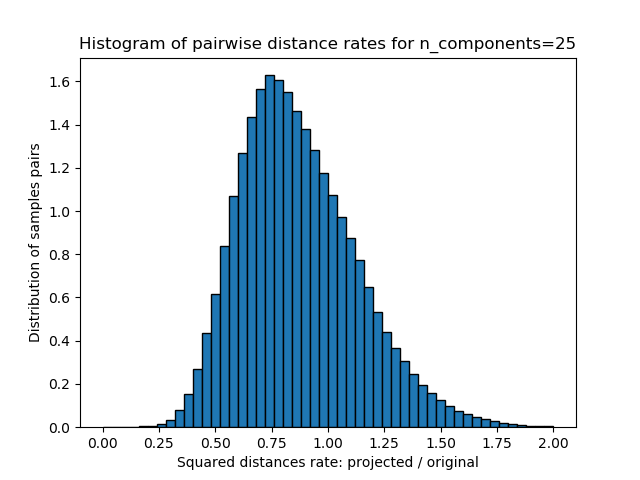 Histogram of pairwise distance rates for n_components=25
1.6
1.4
1.2
1.0
0.8
0.6
0.4
0.2
0.0
Distribution of samples pairs
0.00 0.25 0.50 0.75 1.00 1.25 1.50 1.75 2.00
Squared distances rate: projected / original